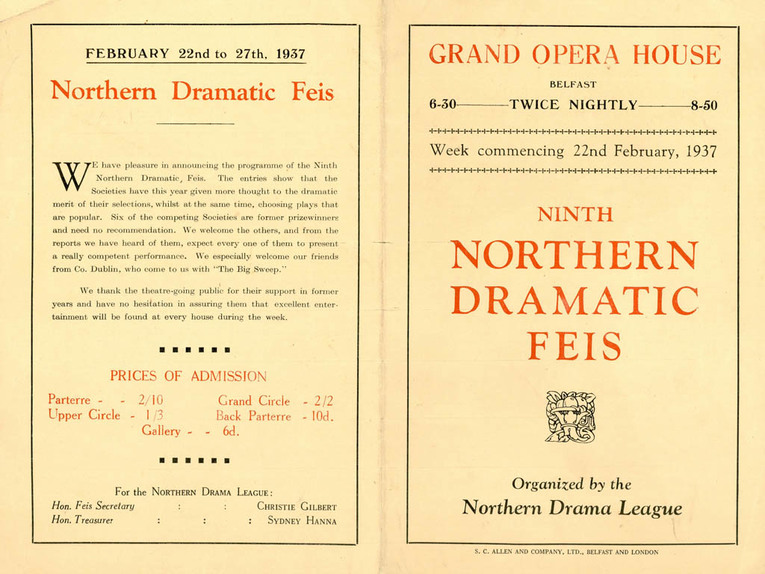 FEBRUARY 22nd to 27th, 1937
Northern Dramatic Feis
WE have pleasure in announcing the programme of the Ninth
Northern Dramatic Feis. The entries show that the
Societies have this year given more thought to the dramatic
merit of their selections, whilst at the same time, choosing plays that
are popular. Six of the competing Societies are former prizewinners
and need no recommendation. We welcome the others, and from the
reports we have heard of them, expect every one of them to present
a really competent performance. We especially welcome our friends
from Co. Dublin, who come to us with "The Big Sweep."
We thank the theatre-going public for their support in former
years and have no hesitation in assuring them that excellent enter-
tainment will be found at every house during the week.
PRICES OF ADMISSION
Parterre - - 2/10 Grand Circle - 2/2
Upper Circle - 1/3 Back Parterre - 10d.
Gallery - - 6d.
For the NORTHERN DRAMA LEAGUE:
Hon. Feis Secretary : : CHRISTIE GILBERT
Hon. Treasurer : : : SYDNEY HANNA
GRAND OPERA HOUSE
BELFAST
6-30——TWICE NIGHTLY——8-50
Week commencing 22nd February, 1937
NINTH
NORTHERN
DRAMATIC
FEIS
Organized by the
Northern Drama League
S. C. ALLEN AND COMPANY, LTD., BELFAST AND LONDON